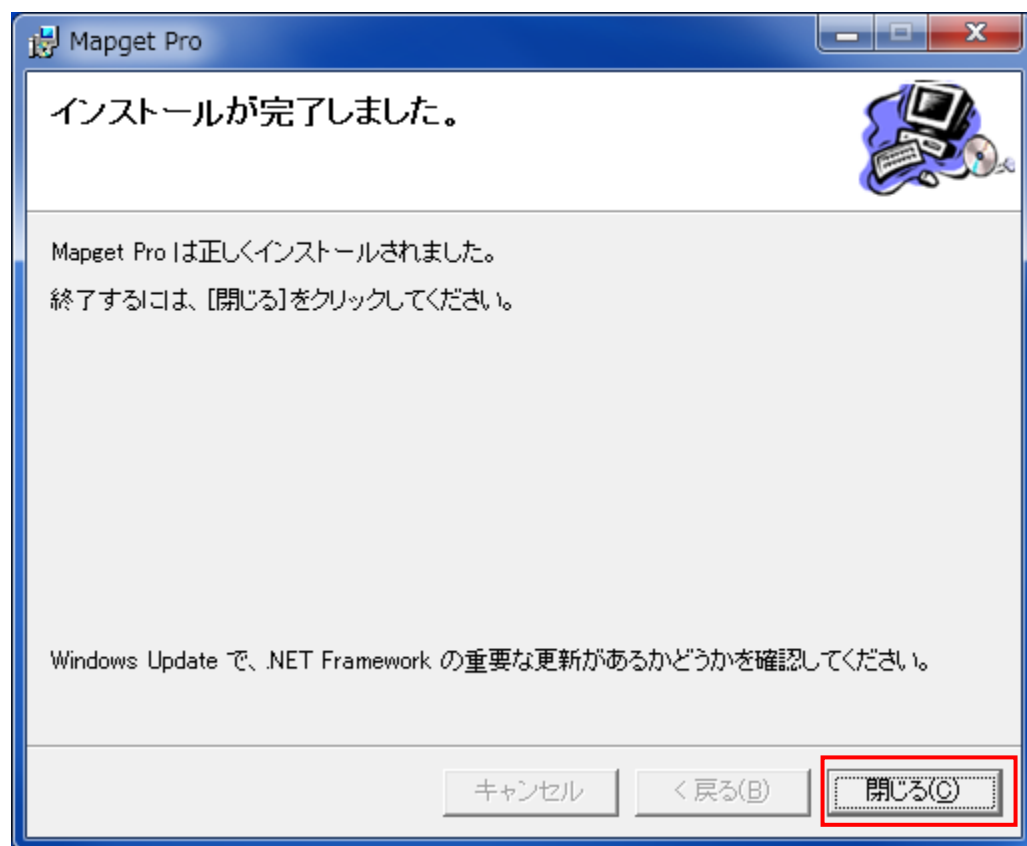 Mapget Pro
インストールが完了しました。
Mapget Pro は正しくインストールされました。
終了するには、[閉じる]をクリックしてください。
Windows Update で、.NET Framework の重要な更新があるかどうかを確認してください。
キャンセル
< 戻る(B)
閉じる(C)